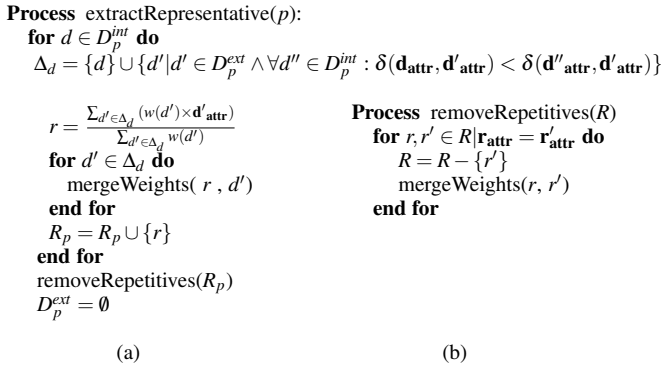 Process extractRepresentative(p):
for d ∈ D_p^int do
Δ_d = {d} ∪ {d′|d′ ∈ D_p^ext ∧ ∀d″ ∈ D_p^int : δ(d_attr, d′_attr) < δ(d″_attr, d′_attr)}
r = ∑_{d′∈Δ_d} (w(d′)×d′_attr) / ∑_{d′∈Δ_d} w(d′)
for d′ ∈ Δ_d do
mergeWeights( r , d′)
end for
R_p = R_p ∪ {r}
end for
removeRepetitives(R_p)
D_p^ext = ∅
(a)
Process removeRepetitives(R)
for r, r′ ∈ R|r_attr = r′_attr do
R = R − {r′}
mergeWeights(r, r′)
end for
(b)